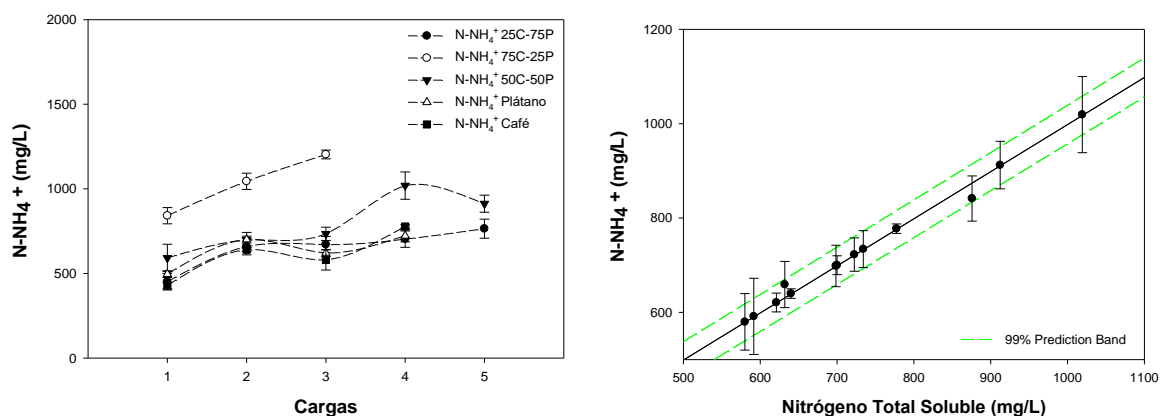 2000
1500
1000
500
0
N-NH4 + (mg/L)
1 2 3 4 5
Cargas
N-NH4+ 25C-75P
N-NH4+ 75C-25P
N-NH4+ 50C-50P
N-NH4+ Plátano
N-NH4+ Café
1200
1000
800
600
N-NH4 + (mg/L)
500 600 700 800 900 1000 1100
Nitrógeno Total Soluble (mg/L)
99% Prediction Band